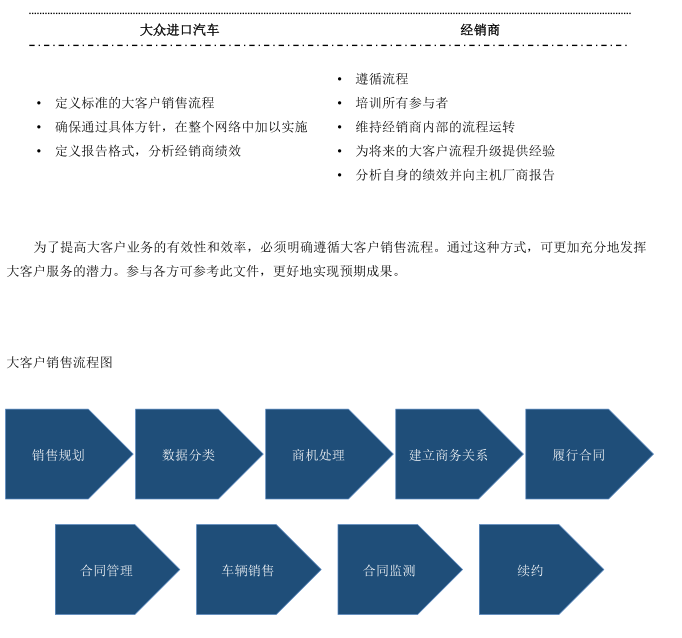 大众进口汽车
经销商
• 定义标准的大客户销售流程
• 确保通过具体方针，在整个网络中加以实施
• 定义报告格式，分析经销商绩效
• 遵循流程
• 培训所有参与者
• 维持经销商内部的流程运转
• 为将来的大客户流程升级提供经验
• 分析自身的绩效并向主机厂商报告
为了提高大客户业务的有效性和效率，必须明确遵循大客户销售流程。通过这种方式，可更加充分地发挥
大客户服务的潜力。参与各方可参考此文件，更好地实现预期成果。
大客户销售流程图
销售规划
数据分类
商机处理
建立商务关系
履行合同
合同管理
车辆销售
合同监测
续约